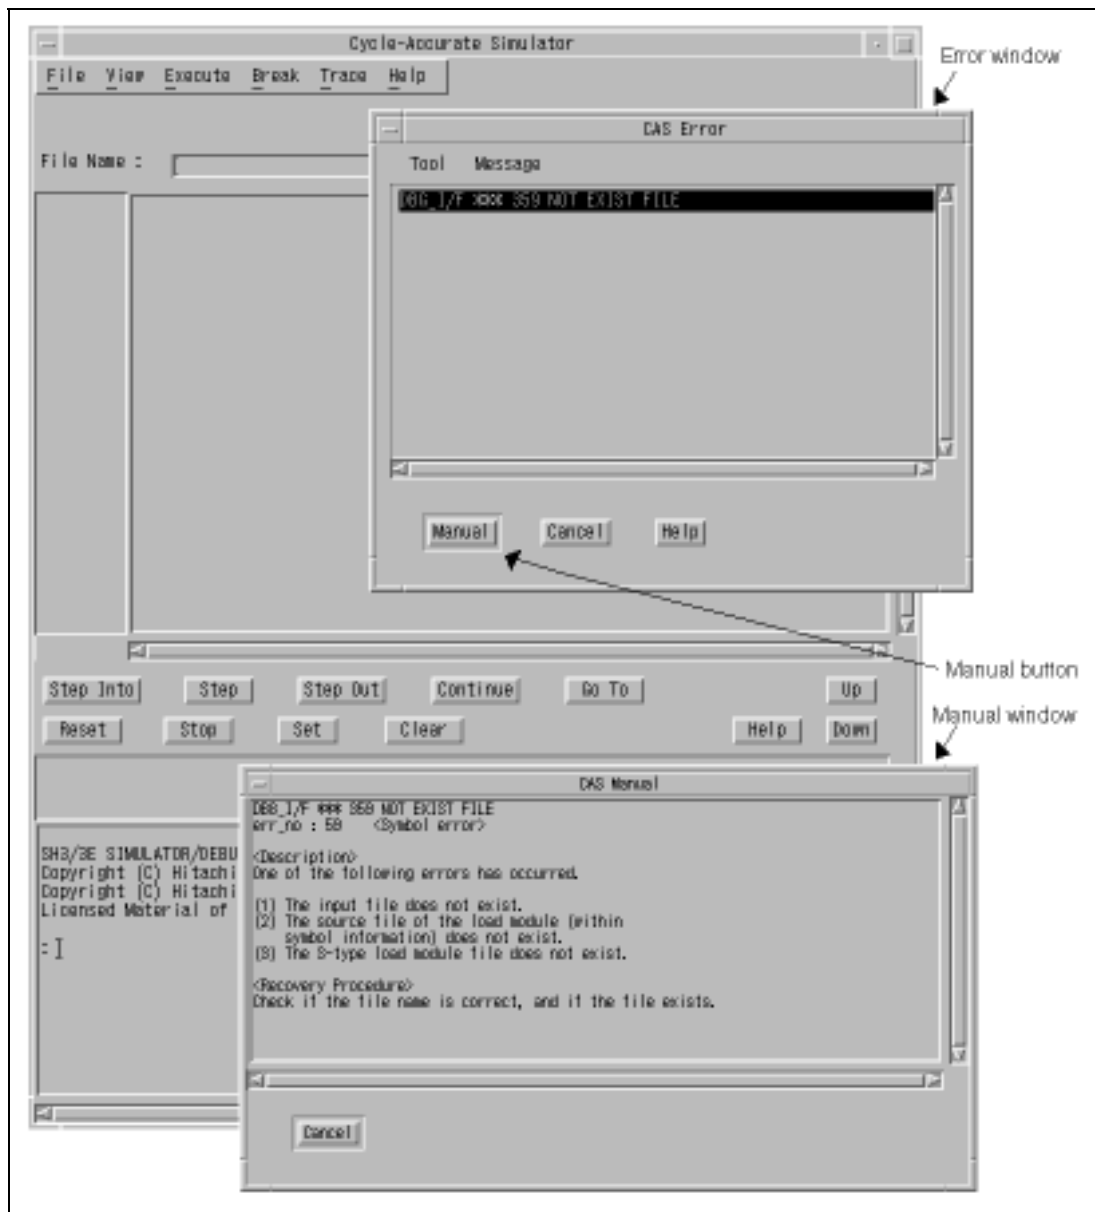 Cycle-Accurate Simulator
Error window
File View Execute Break Trace Help
CAS Error
File Name :
Tool Message
DBG_I/F *** 359 NOT EXIST FILE
Manual Cancel Help
Manual button
Step Into Step Step Out Continue Go To Up
Manual window
Reset Stop Set Clear Help Down
CAS Manual
DBG_I/F *** 359 NOT EXIST FILE
err_no : 59 <Symbol error>
<Description>
One of the following errors has occurred.
(1) The input file does not exist.
(2) The source file of the load module (within
symbol information) does not exist.
(3) The S-type load module file does not exist.
<Recovery Procedure>
Check if the file name is correct, and if the file exists.
SH3/3E SIMULATOR/DEBU
Copyright (C) Hitachi
Copyright (C) Hitachi
Licensed Material of
:
Cancel